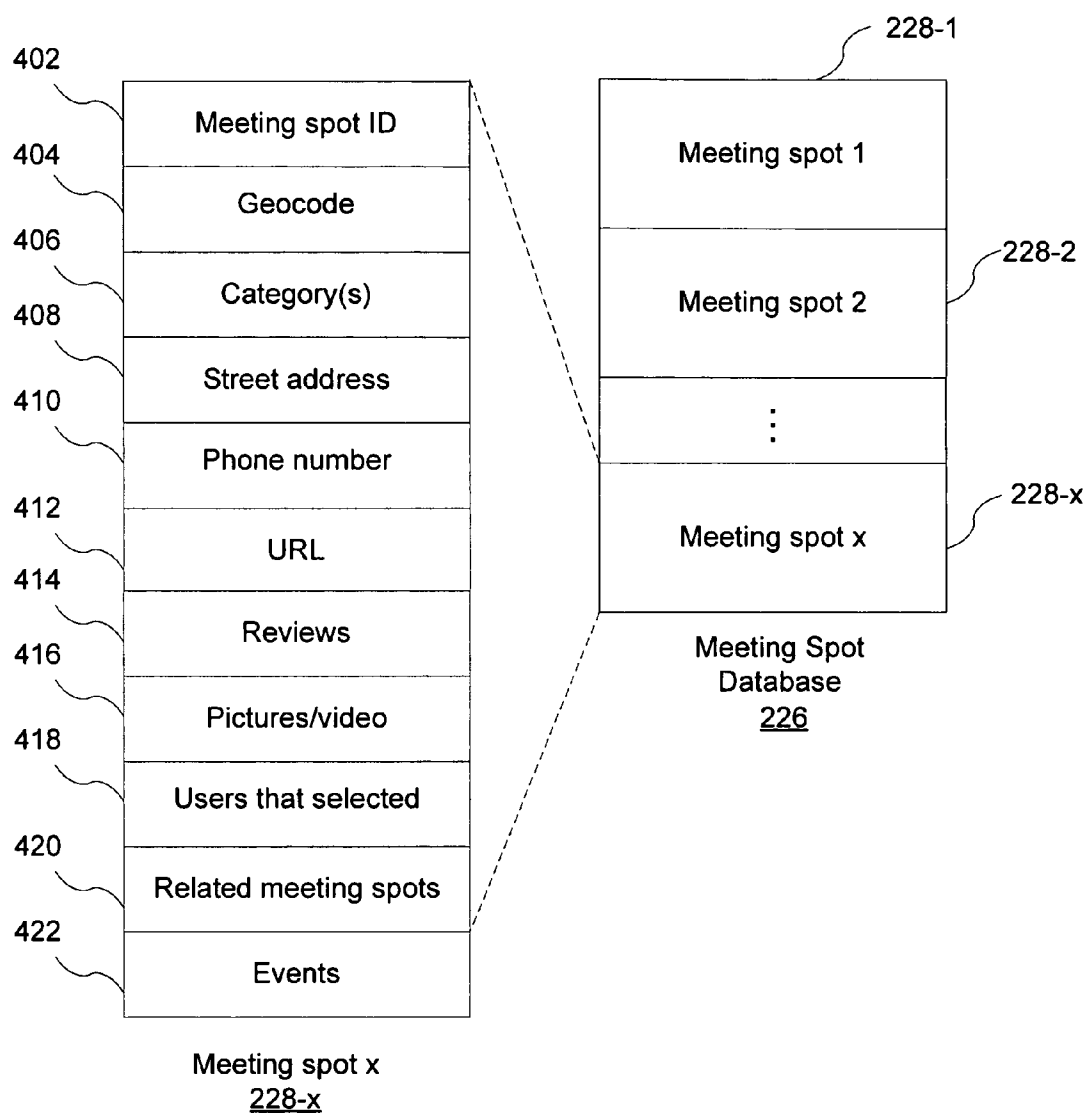 402
Meeting spot ID
404
Geocode
406
Category(s)
408
Street address
410
Phone number
412
URL
414
Reviews
416
Pictures/video
418
Users that selected
420
Related meeting spots
422
Events
Meeting spot x
228-x
228-1
Meeting spot 1
228-2
Meeting spot 2
⋮
228-x
Meeting spot x
Meeting Spot
Database
226